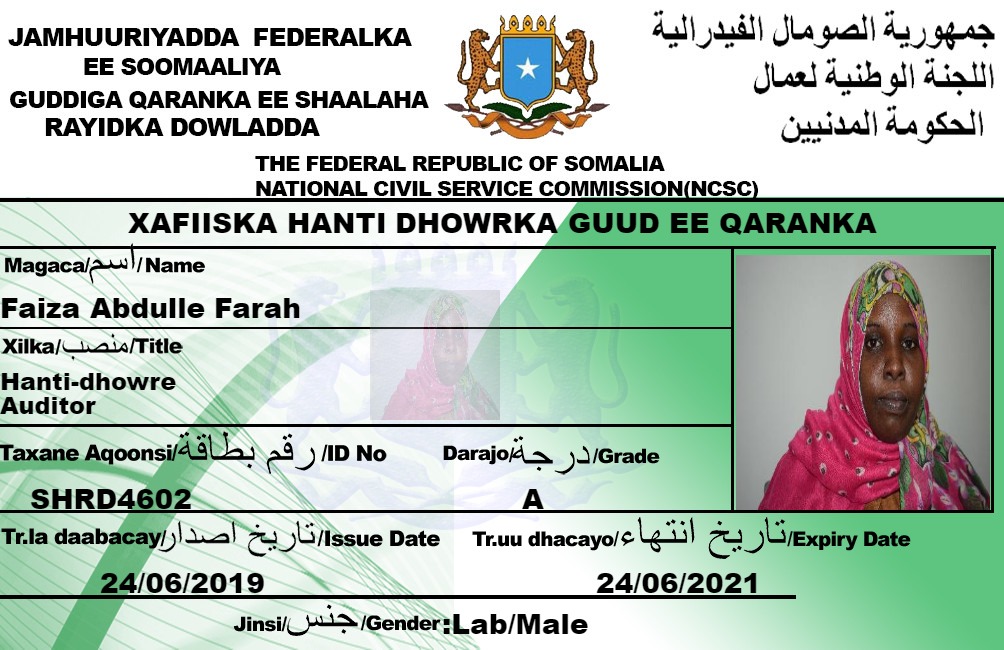 JAMHUURIYADDA FEDERALKA
EE SOOMAALIYA
GUDDIGA QARANKA EE SHAALAHA
RAYIDKA DOWLADDA
جمهورية الصومال الفيدرالية
اللجنة الوطنية لعمال
الحكومة المدنيين
THE FEDERAL REPUBLIC OF SOMALIA
NATIONAL CIVIL SERVICE COMMISSION(NCSC)
XAFIISKA HANTI DHOWRKA GUUD EE QARANKA
Magaca/اسم/Name
Faiza Abdulle Farah
Xilka/منصب/Title
Hanti-dhowre
Auditor
Taxane Aqoonsi/رقم بطاقة/ID No
SHRD4602
Darajo/درجة/Grade
A
Tr.la daabacay/تاريخ اصدار/Issue Date
24/06/2019
Tr.uu dhacayo/تاريخ انتهاء/Expiry Date
24/06/2021
Jinsi/جنس/Gender:Lab/Male